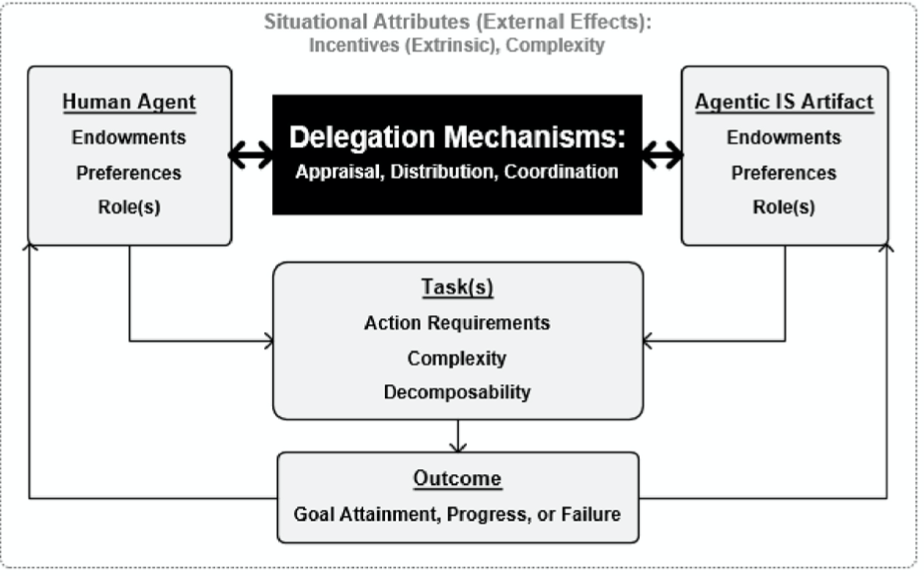 Situational Attributes (External Effects):
Incentives (Extrinsic), Complexity
Human Agent
Endowments
Preferences
Role(s)
Delegation Mechanisms:
Appraisal, Distribution, Coordination
Agentic IS Artifact
Endowments
Preferences
Role(s)
Task(s)
Action Requirements
Complexity
Decomposability
Outcome
Goal Attainment, Progress, or Failure